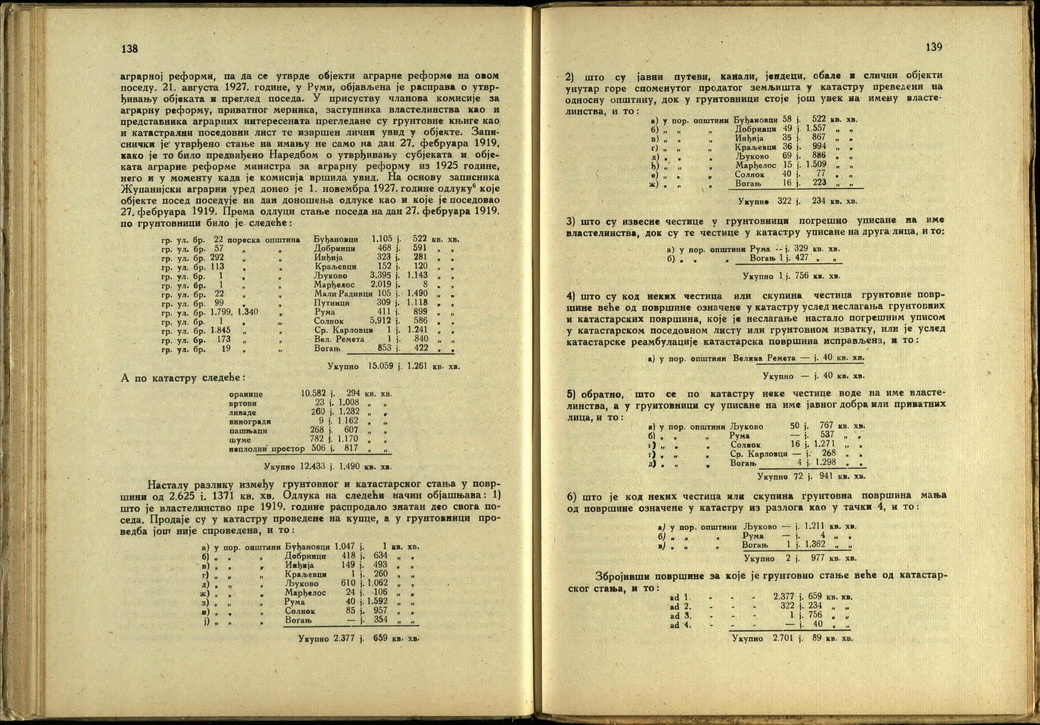 138
аграрној реформи, па да се утврде објекти аграрне реформе на овом
поседу. 21. августа 1927. године, у Руми, објављена је расправа о утвр-
ђивању објеката и преглед поседа. У присуству чланова комисије за
аграрну реформу, приватног мерника, заступника властелинства као и
представника аграрних интересената прегледане су грунтовне књиге као
и катастрални поседовни лист те извршен лични увид у објекте. Запи-
снички је утврђено стање на имању не само на дан 27. фебруара 1919,
како је то било предвиђено Наредбом о утврђивању субјеката и обје-
ката аграрне реформе министра за аграрну реформу из 1925 године,
него и у моменту када је комисија вршила увид. На основу записника
Жупанијски аграрни уред донео је 1. новембра 1927. године одлуку⁶ које
објекте посед поседује на дан доношења одлуке као и које је поседовао
27. фебруара 1919. Према одлуци стање поседа на дан 27. фебруара 1919.
по грунтовници било је следеће :
гр. ул. бр. 22 пореска општина Буђановци 1.105 ј. 522 кв. хв.
гр. ул. бр. 57 „ „ Добринци 468 ј. 591 „ „
гр. ул. бр. 292 „ „ Инђија 323 ј. 281 „ „
гр. ул. бр. 113 „ „ Краљевци 152 ј. 120 „ „
гр. ул. бр. 1 „ „ Љуково 3.395 ј. 1.143 „ „
гр. ул. бр. 1 „ „ Марђелос 2.019 ј. 8 „ „
гр. ул. бр. 22 „ „ Мали Радинци 105 ј. 1.490 „ „
гр. ул. бр. 99 „ „ Путинци 309 ј. 1.118 „ „
гр. ул. бр. 1.799, 1.340 „ Рума 411 ј. 899 „ „
гр. ул. бр. 1 „ „ Солнок 5.912 ј. 586 „ „
гр. ул. бр. 1.845 „ „ Ср. Карловци 1 ј. 1.241 „ „
гр. ул. бр. 173 „ „ Вел. Ремета 1 ј. 840 „ „
гр. ул. бр. 19 „ „ Вогањ 853 ј. 422 „ „
Укупно 15.059 ј. 1.261 кв. хв.
А по катастру следеће :
оранице 10.582 ј. 294 кв. хв.
вртови 23 ј. 1.008 „ „
ливаде 260 ј. 1.232 „ „
виногради 9 ј. 1 162 „ „
пашњаци 268 ј. 607 „ „
шуме 782 ј. 1.170 „ „
неплодни простор 506 ј. 817 „ „
Укупно 12.433 ј. 1.490 кв. хв.
Насталу разлику између грунтовног и катастарског стања у повр-
шини од 2.625 ј. 1371 кв. хв. Одлука на следећи начин објашњава : 1)
што је властелинство пре 1919. године распродало знатан део свога по-
седа. Продаје су у катастру проведене на купце, а у грунтовници про-
ведба још није спроведена, и то :
а) у пор. општини Буђановци 1.047 ј. 1 кв. хв.
б) „ „ „ Добринци 418 ј. 634 „ „
в) „ „ „ Инђија 149 ј. 493 „ „
г) „ „ „ Краљевци 1 ј. 260 „ „
д) „ „ „ Љуково 610 ј. 1.062 „ „
ж) „ „ „ Марђелос 24 ј. 106 „ „
з) „ „ „ Рума 40 ј. 1.592 „ „
и) „ „ „ Солнок 85 ј. 957 „ „
ј) „ „ „ Вогањ — ј. 354 „ „
Укупно 2.377 ј. 659 кв. хв.
139
2) што су јавни путеви, канали, јендеци, обале и слични објекти
унутар горе споменутог продатог земљишта у катастру преведени на
односну општину, док у грунтовници стоје још увек на имену власте-
линства, и то :
а) у пор. општини Буђановци 58 ј. 522 кв. хв.
б) „ „ „ Добринци 49 ј. 1.557 „ „
в) „ „ „ Инђија 35 ј. 867 „ „
г) „ „ „ Краљевци 36 ј. 994 „ „
д) „ „ „ Љуково 69 ј. 886 „ „
ђ) „ „ „ Марђелос 15 ј. 1.509 „ „
е) „ „ „ Солнок 40 ј. 77 „ „
ж) „ „ „ Вогањ 16 ј. 223 „ „
Укупно 322 ј. 234 кв. хв.
3) што су извесне честице у грунтовници погрешно уписане на име
властелинства, док су те честице у катастру уписане на друга лица, и то;
а) у пор. општини Рума -- ј. 329 кв. хв.
б) „ „ „ Вогањ 1 ј. 427 „ „
Укупно 1 ј. 756 кв. хв.
4) што су код неких честица или скупина честица грунтовне повр-
шине веће од површине означене у катастру услед неслагања грунтовних
и катастарских површина, које је неслагање настало погрешним уписом
у катастарском поседовном листу или грунтовном изватку, или је услед
катастарске реамбулације катастарска површина исправљена, и то :
а) у пор. општини Велика Ремета — ј. 40 кв. хв.
Укупно — ј. 40 кв. хв.
5) обратно, што се по катастру неке честице воде на име власте-
линства, а у грунтовници су уписане на име јавног добра или приватних
лица, и то :
а) у пор. општини Љуково 50 ј. 767 кв. хв.
б) „ „ „ Рума — ј. 537 „ „
в) „ „ „ Солнок 16 ј. 1.271 „ „
г) „ „ „ Ср. Карловци — ј. 268 „ „
д) „ „ „ Вогањ 4 ј. 1.298 „ „
Укупно 72 ј. 941 кв. хв.
6) што је код неких честица или скупина грунтовна површина мања
од површине означене у катастру из разлога као у тачки 4, и то :
а) у пор. општини Љуково — ј. 1.211 кв. хв.
б) „ „ „ Рума — ј. 4 „ „
в) „ „ „ Вогањ 1 ј. 1.362 „ „
Укупно 2 ј. 977 кв. хв.
Збројивши површине за које је грунтовно стање веће од катастар-
ског стања, и то :
ad 1. - - - 2.377 ј. 659 кв. хв.
ad 2. - - - 322 ј. 234 „ „
ad 3. - - - 1 ј. 756 „ „
ad 4. - - - — ј. 40 „ „
Укупно 2.701 ј. 89 кв. хв.